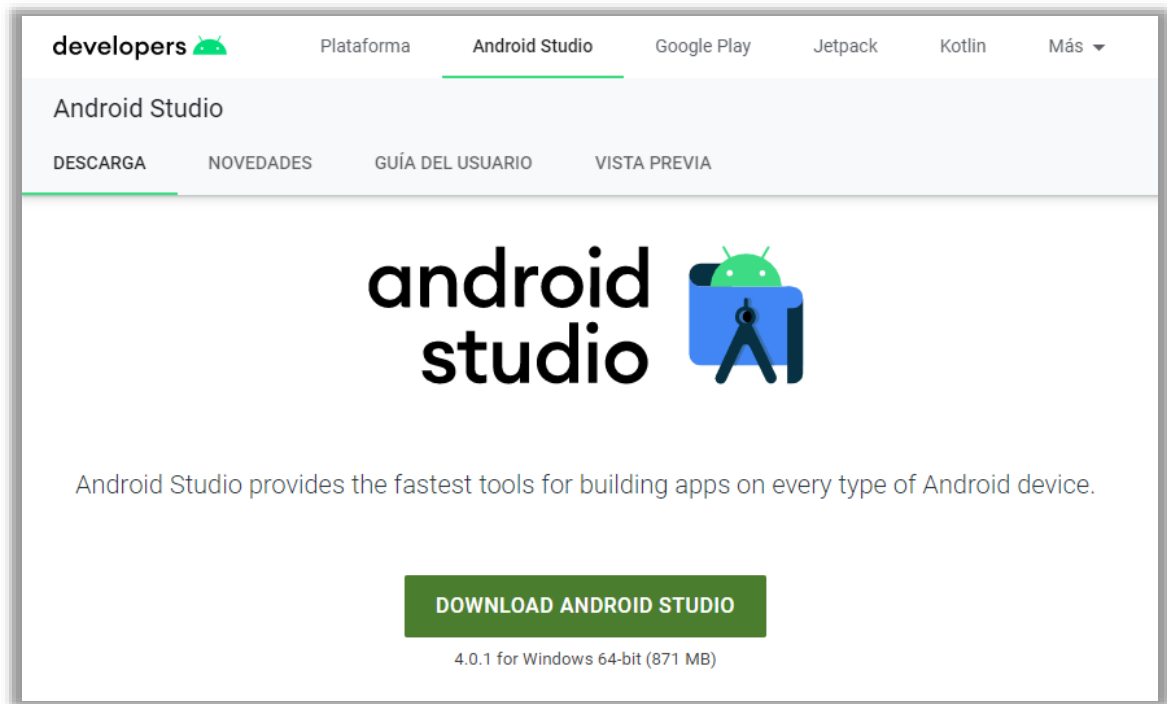 developers
Plataforma Android Studio Google Play Jetpack Kotlin Más
Android Studio
DESCARGA NOVEDADES GUÍA DEL USUARIO VISTA PREVIA
android
studio
Android Studio provides the fastest tools for building apps on every type of Android device.
DOWNLOAD ANDROID STUDIO
4.0.1 for Windows 64-bit (871 MB)